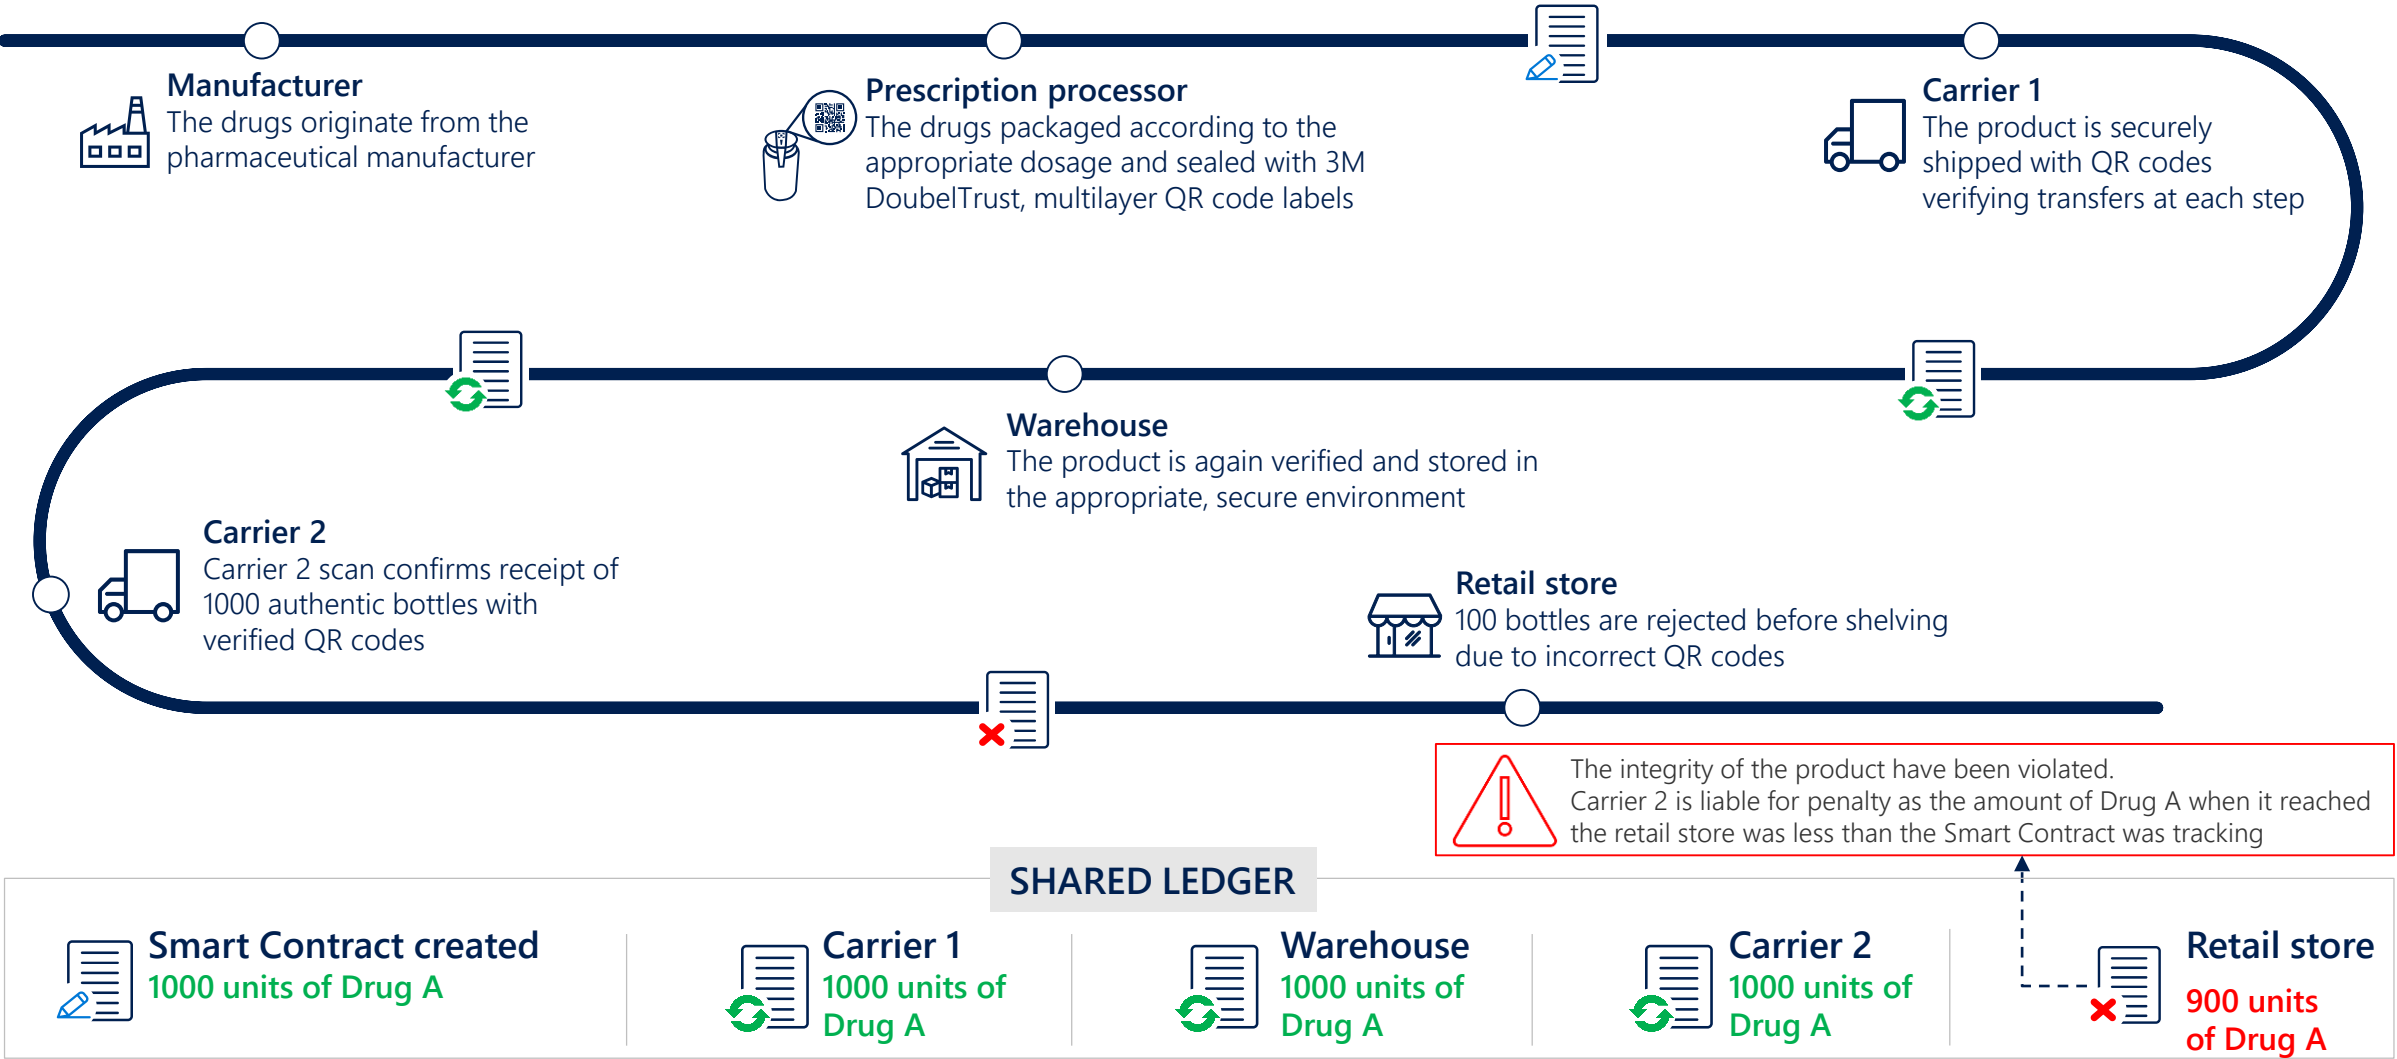 Manufacturer
The drugs originate from the
pharmaceutical manufacturer
Prescription processor
The drugs packaged according to the
appropriate dosage and sealed with 3M
DoubelTrust, multilayer QR code labels
Carrier 1
The product is securely
shipped with QR codes
verifying transfers at each step
Warehouse
The product is again verified and stored in
the appropriate, secure environment
Carrier 2
Carrier 2 scan confirms receipt of
1000 authentic bottles with
verified QR codes
Retail store
100 bottles are rejected before shelving
due to incorrect QR codes
The integrity of the product have been violated.
Carrier 2 is liable for penalty as the amount of Drug A when it reached
the retail store was less than the Smart Contract was tracking
SHARED LEDGER
Smart Contract created
1000 units of Drug A
Carrier 1
1000 units of
Drug A
Warehouse
1000 units of
Drug A
Carrier 2
1000 units of
Drug A
Retail store
900 units
of Drug A